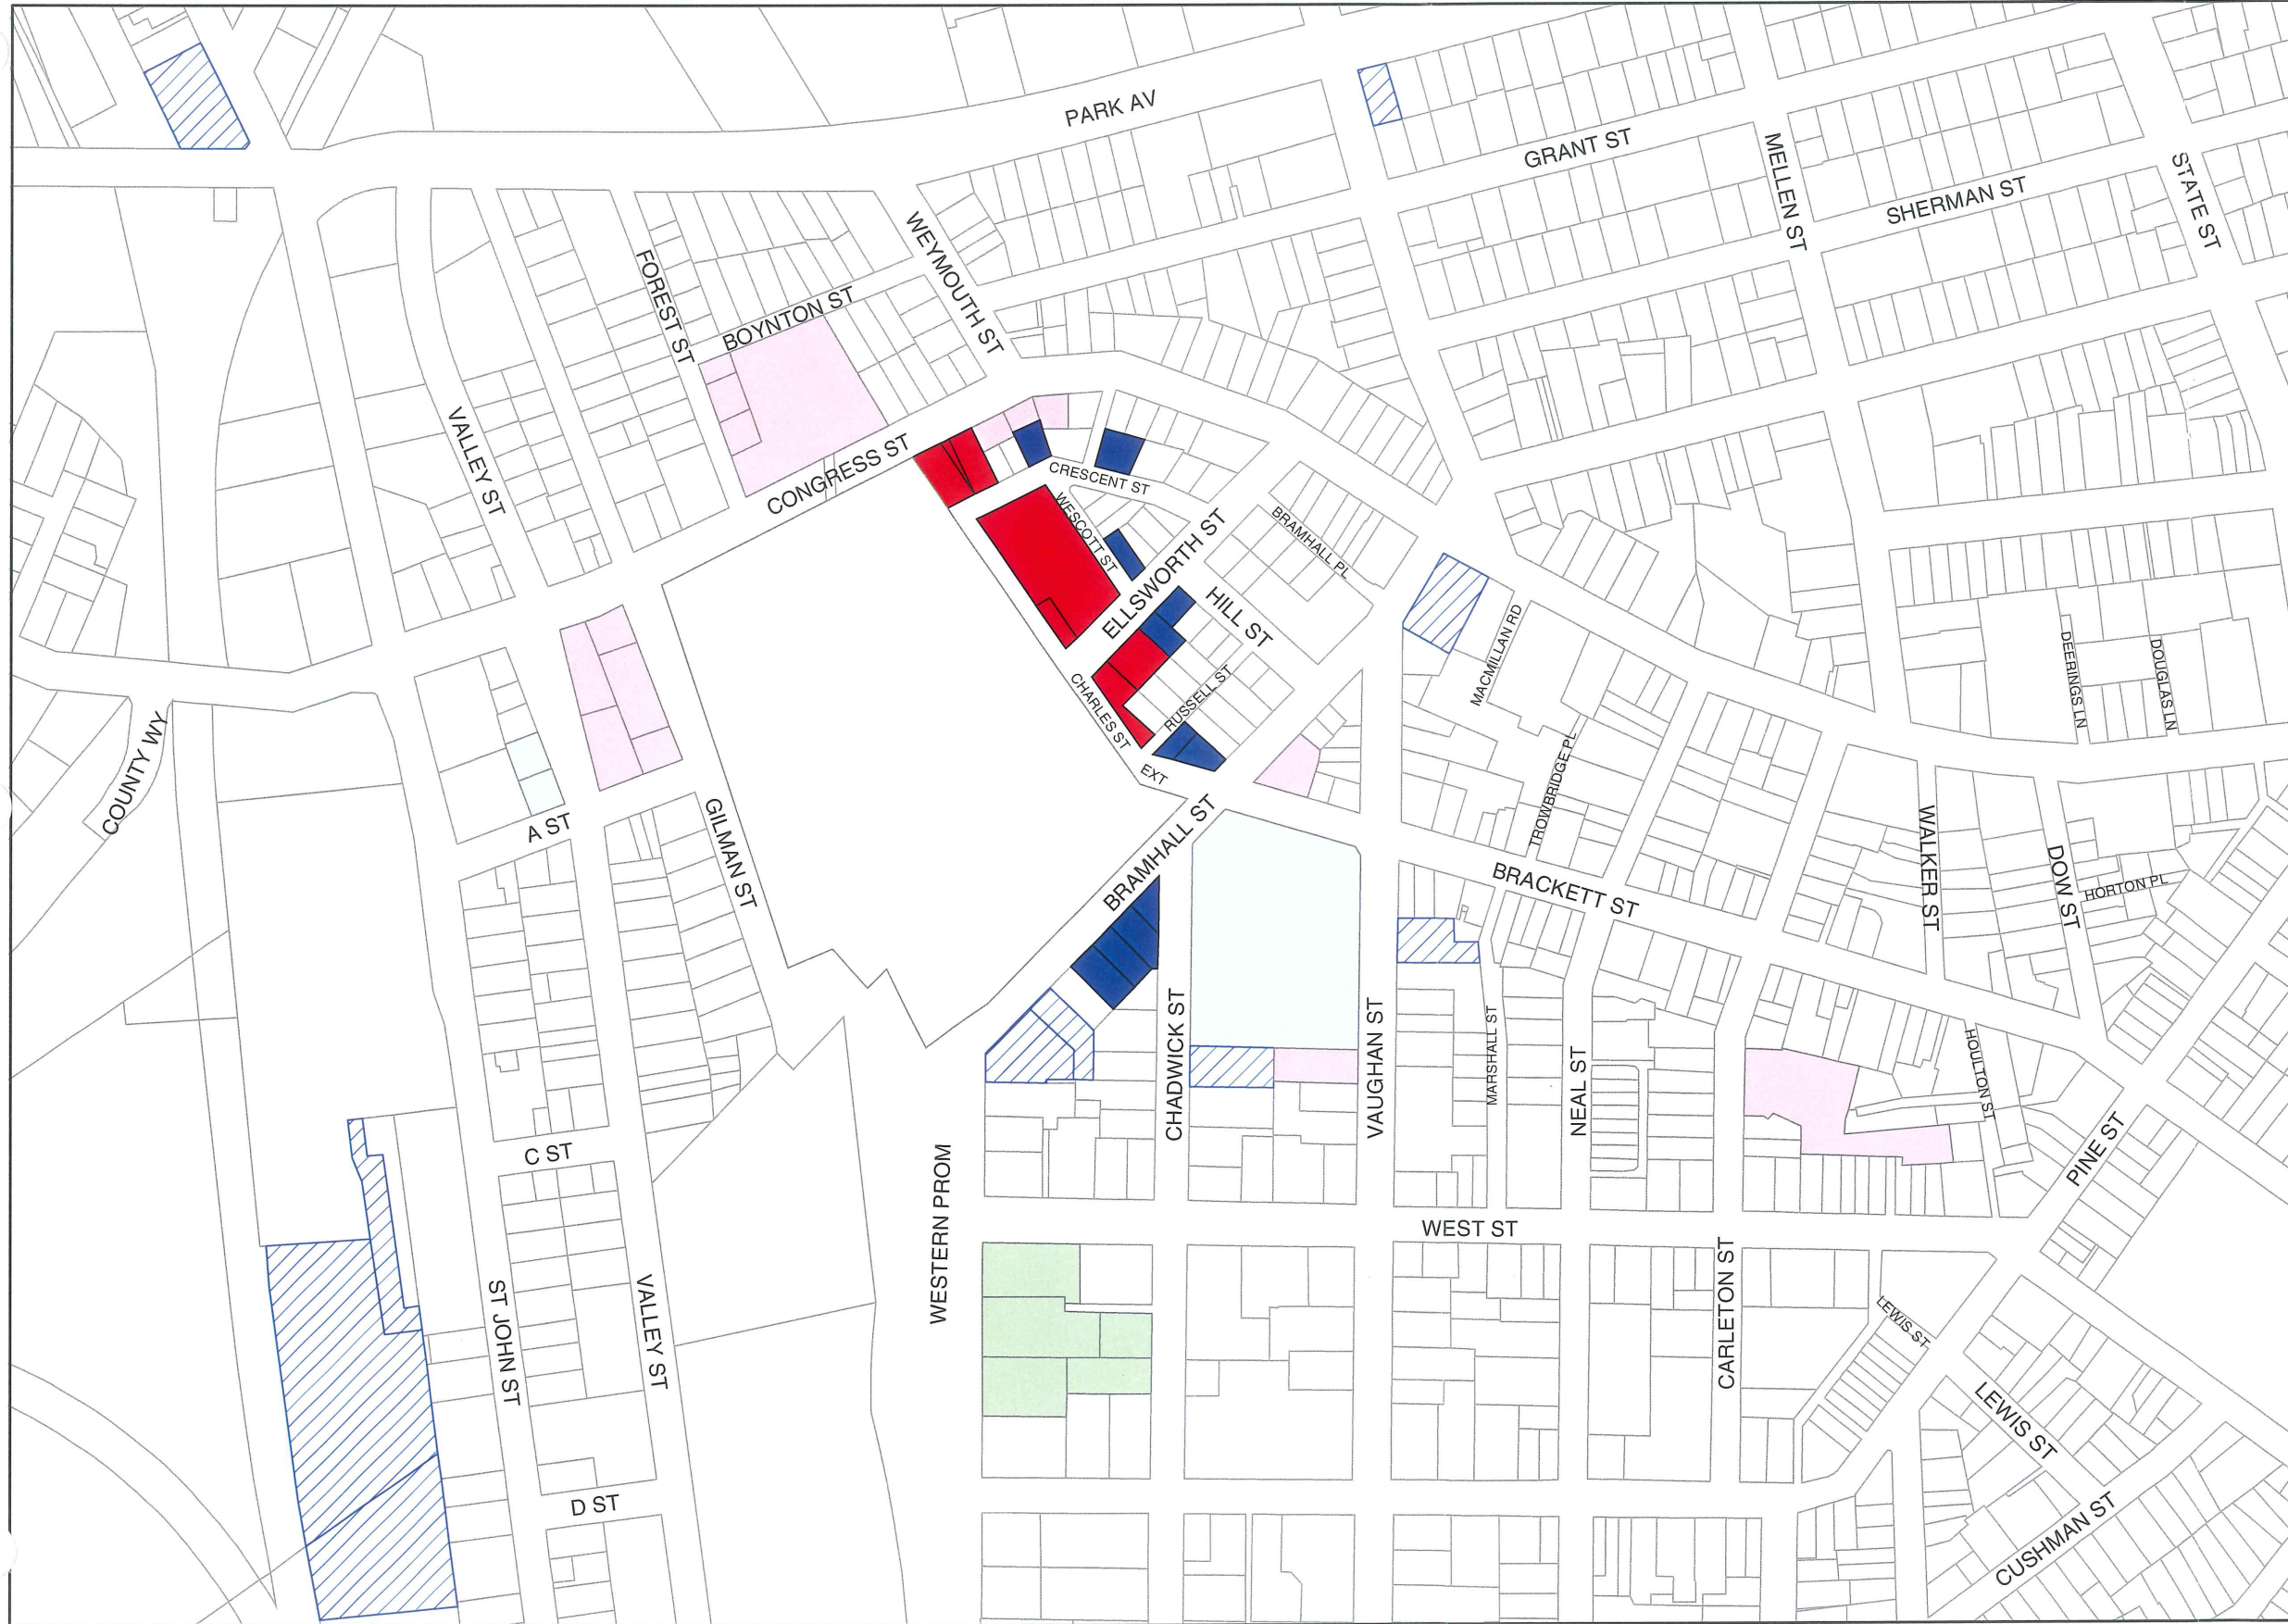 PARK AV
GRANT ST
MELLEN ST
STATE ST
SHERMAN ST
WEYMOUTH ST
FOREST ST
BOYNTON ST
VALLEY ST
CONGRESS ST
CRESCENT ST
WESCOTT ST
ELLSWORTH ST
BRAMHALL PL
HILL ST
MACMILLAN RD
DEERINGS LN
DOUGLAS LN
RUSSELL ST
CHARLES ST
EXT
COUNTY WY
TROWBRIDGE PL
A ST
GILMAN ST
BRAMHALL ST
WALKER ST
DOW ST
HORTON PL
BRACKETT ST
CHADWICK ST
VAUGHAN ST
MARSHALL ST
NEAL ST
HOULTON ST
PINE ST
C ST
WESTERN PROM
WEST ST
CARLETON ST
ST JOHN ST
VALLEY ST
LEWIS ST
LEWIS ST
D ST
CUSHMAN ST